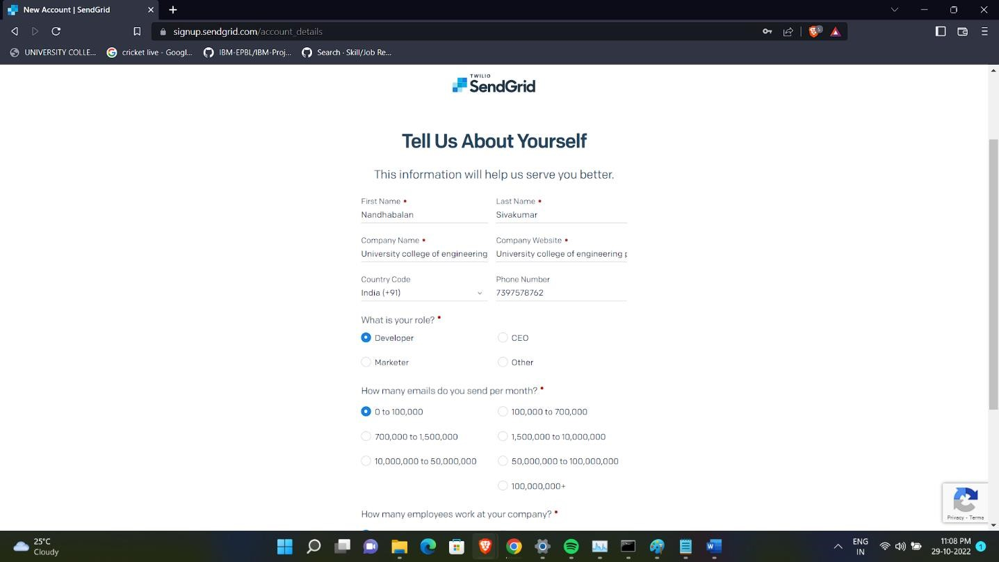 New Account | SendGrid
signup.sendgrid.com/account_details
5
UNIVERSITY COLLE...
cricket live - Googl...
IBM-EPBL/IBM-Proj...
Search · Skill/Job Re...
TWILIO
SendGrid
Tell Us About Yourself
This information will help us serve you better.
First Name •
Last Name •
Nandhabalan
Sivakumar
Company Name •
Company Website •
University college of engineering
University college of engineering p
Country Code
Phone Number
India (+91)
7397578762
What is your role? •
Developer
CEO
Marketer
Other
How many emails do you send per month? •
0 to 100,000
100,000 to 700,000
700,000 to 1,500,000
1,500,000 to 10,000,000
10,000,000 to 50,000,000
50,000,000 to 100,000,000
100,000,000+
How many employees work at your company? •
Privacy - Terms
25°C
Cloudy
ENG
IN
11:08 PM
29-10-2022
1